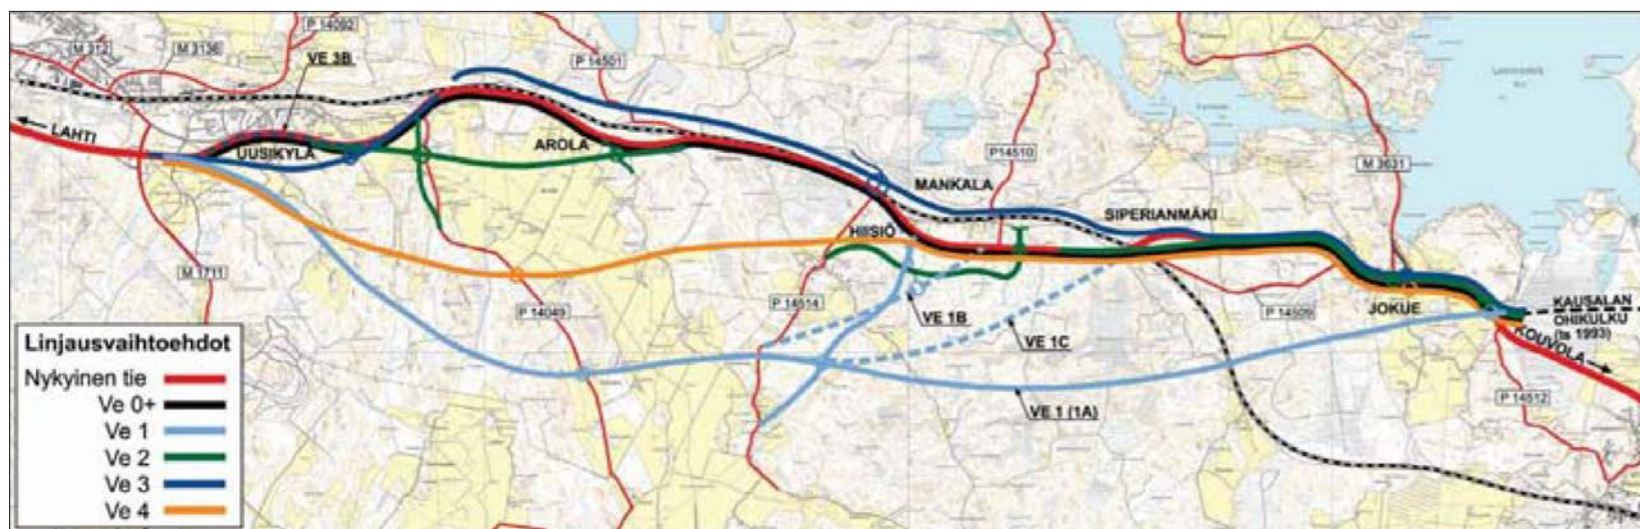 P 14092
M 312
M 3136
VE 3B
P 14501
LAHTI
UUSIKYLÄ
AROLA
P14510
M 3631
MANKALA
SIPERIANMÄKI
HIISIÖ
M 1711
P 14049
P 14514
VE 1B
VE 1C
P 14509
JOKUE
KAUSALAN
OHIKULKU
(ts 1993)
KOUVOLA
VE 1 (1A)
P 14512
Linjausvaihtoehdot
Nykyinen tie
Ve 0+
Ve 1
Ve 2
Ve 3
Ve 4